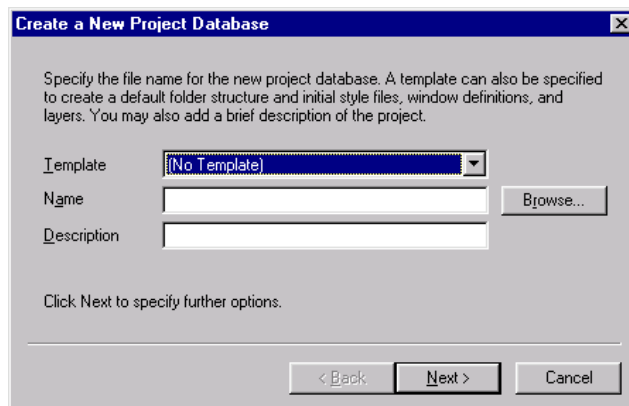 Create a New Project Database
Specify the file name for the new project database. A template can also be specified
to create a default folder structure and initial style files, window definitions, and
layers. You may also add a brief description of the project.
Template (No Template)
Name Browse...
Description
Click Next to specify further options.
< Back Next > Cancel